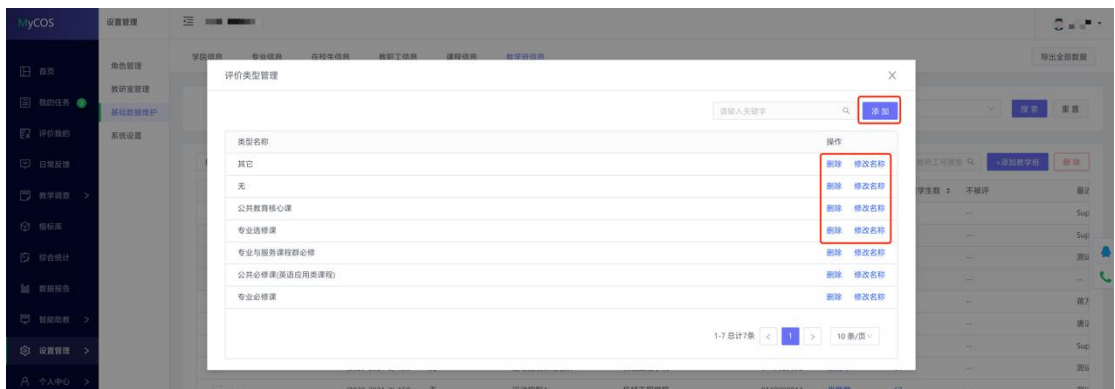 MyCOS
设置管理
学院信息 专业信息 在校生信息 教职工信息 课程信息 教学班信息
导出全部数据
首页
我的任务
评价我的
日常反馈
教学调查 >
指标库
综合统计
数据报告
智能助教 >
设置管理 >
个人中心 >
角色管理
教研室管理
基础数据维护
系统设置
评价类型管理
请输入关键字
添加
搜索 重置
类型名称 操作
其它 删除 修改名称
无 删除 修改名称
公共教育核心课 删除 修改名称
专业选修课 删除 修改名称
专业与服务课程群必修 删除 修改名称
公共必修课(英语应用类课程) 删除 修改名称
专业必修课 删除 修改名称
1-7 总计7条 < 1 > 10 条/页
+添加教学班 删除
学生数 不被评
--
Sup
--
Sup
--
--
--
--
--
Sup